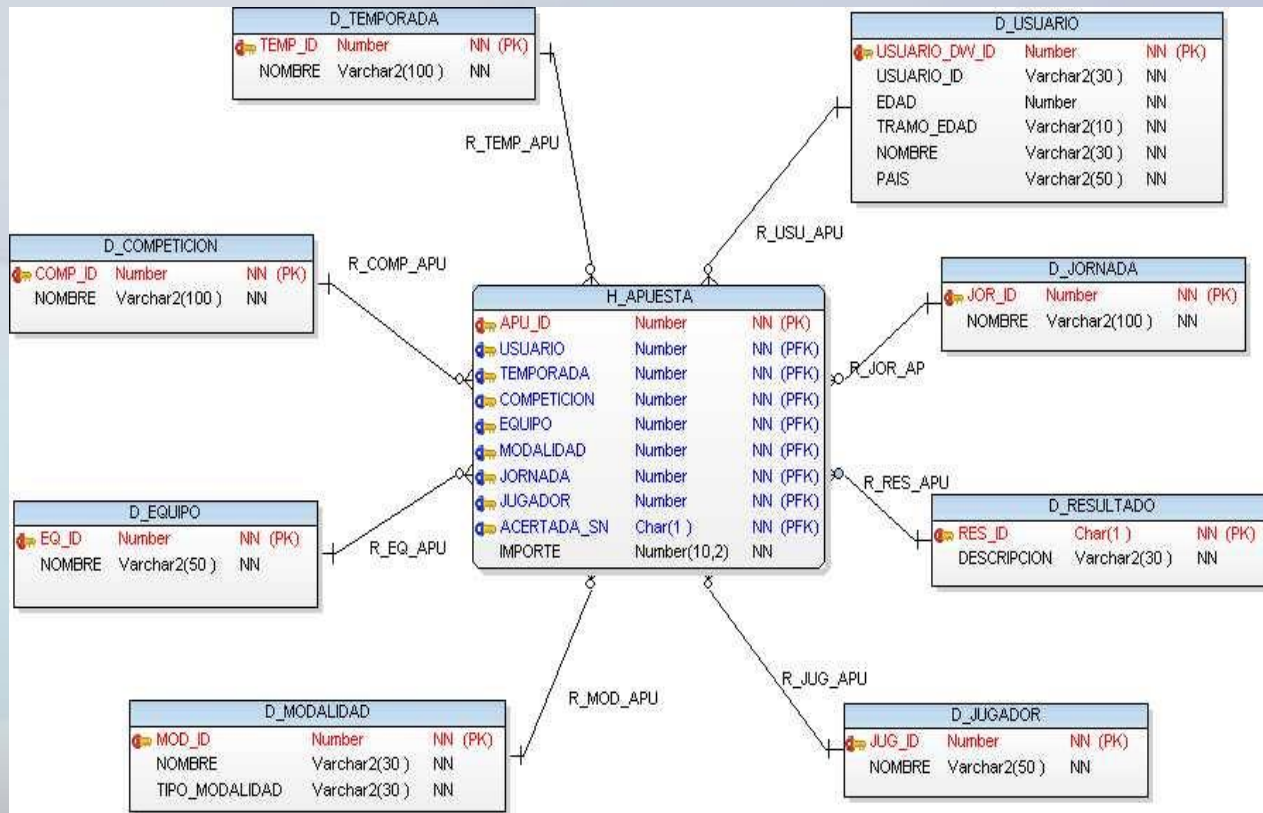 D_TEMPORADA
TEMP_ID Number NN (PK)
NOMBRE Varchar2(100 ) NN
D_USUARIO
USUARIO_DW_ID Number NN (PK)
USUARIO_ID Varchar2(30 ) NN
EDAD Number NN
TRAMO_EDAD Varchar2(10 ) NN
NOMBRE Varchar2(30 ) NN
PAIS Varchar2(50 ) NN
R_TEMP_APU
R_USU_APU
D_COMPETICION
COMP_ID Number NN (PK)
NOMBRE Varchar2(100 ) NN
R_COMP_APU
D_JORNADA
JOR_ID Number NN (PK)
NOMBRE Varchar2(100 ) NN
R_JOR_AP
H_APUESTA
APU_ID Number NN (PK)
USUARIO Number NN (PFK)
TEMPORADA Number NN (PFK)
COMPETICION Number NN (PFK)
EQUIPO Number NN (PFK)
MODALIDAD Number NN (PFK)
JORNADA Number NN (PFK)
JUGADOR Number NN (PFK)
ACERTADA_SN Char(1 ) NN (PFK)
IMPORTE Number(10,2) NN
R_RES_APU
D_EQUIPO
EQ_ID Number NN (PK)
NOMBRE Varchar2(50 ) NN
R_EQ_APU
D_RESULTADO
RES_ID Char(1 ) NN (PK)
DESCRIPCION Varchar2(30 ) NN
R_MOD_APU
R_JUG_APU
D_MODALIDAD
MOD_ID Number NN (PK)
NOMBRE Varchar2(30 ) NN
TIPO_MODALIDAD Varchar2(30 ) NN
D_JUGADOR
JUG_ID Number NN (PK)
NOMBRE Varchar2(50 ) NN